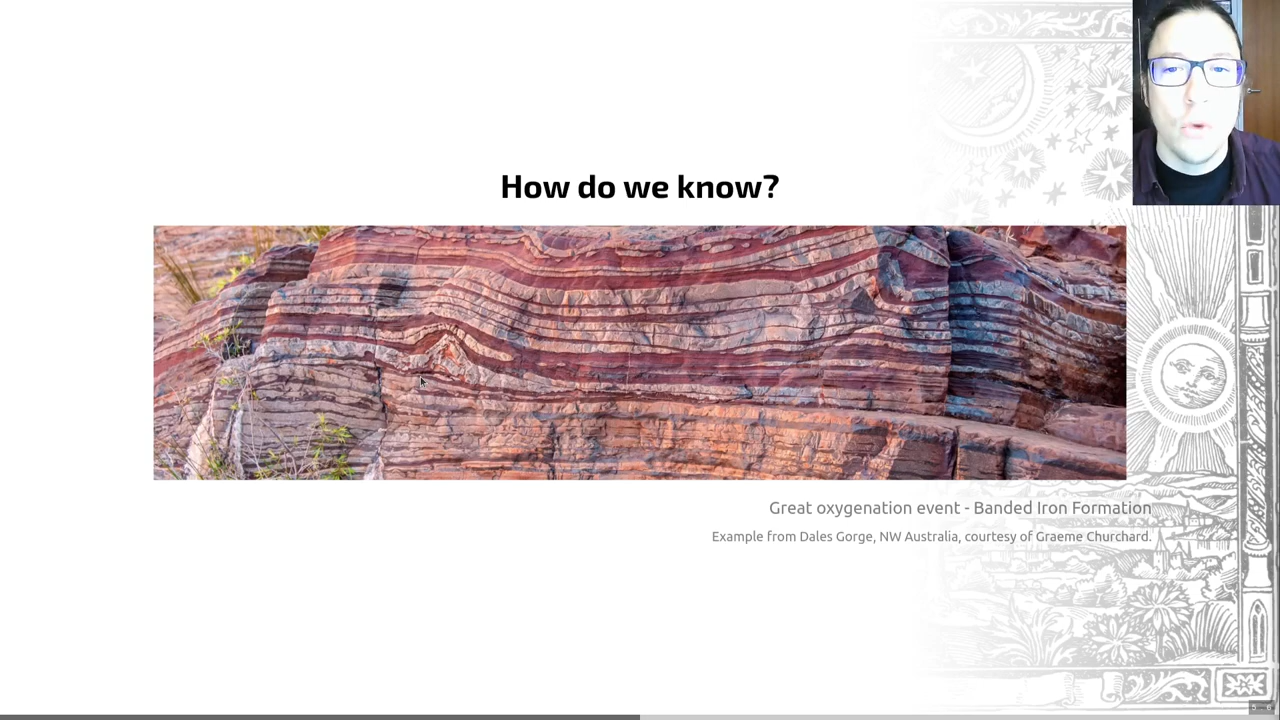 How do we know?
Great oxygenation event - Banded Iron Formation
Example from Dales Gorge, NW Australia, courtesy of Graeme Churchard.